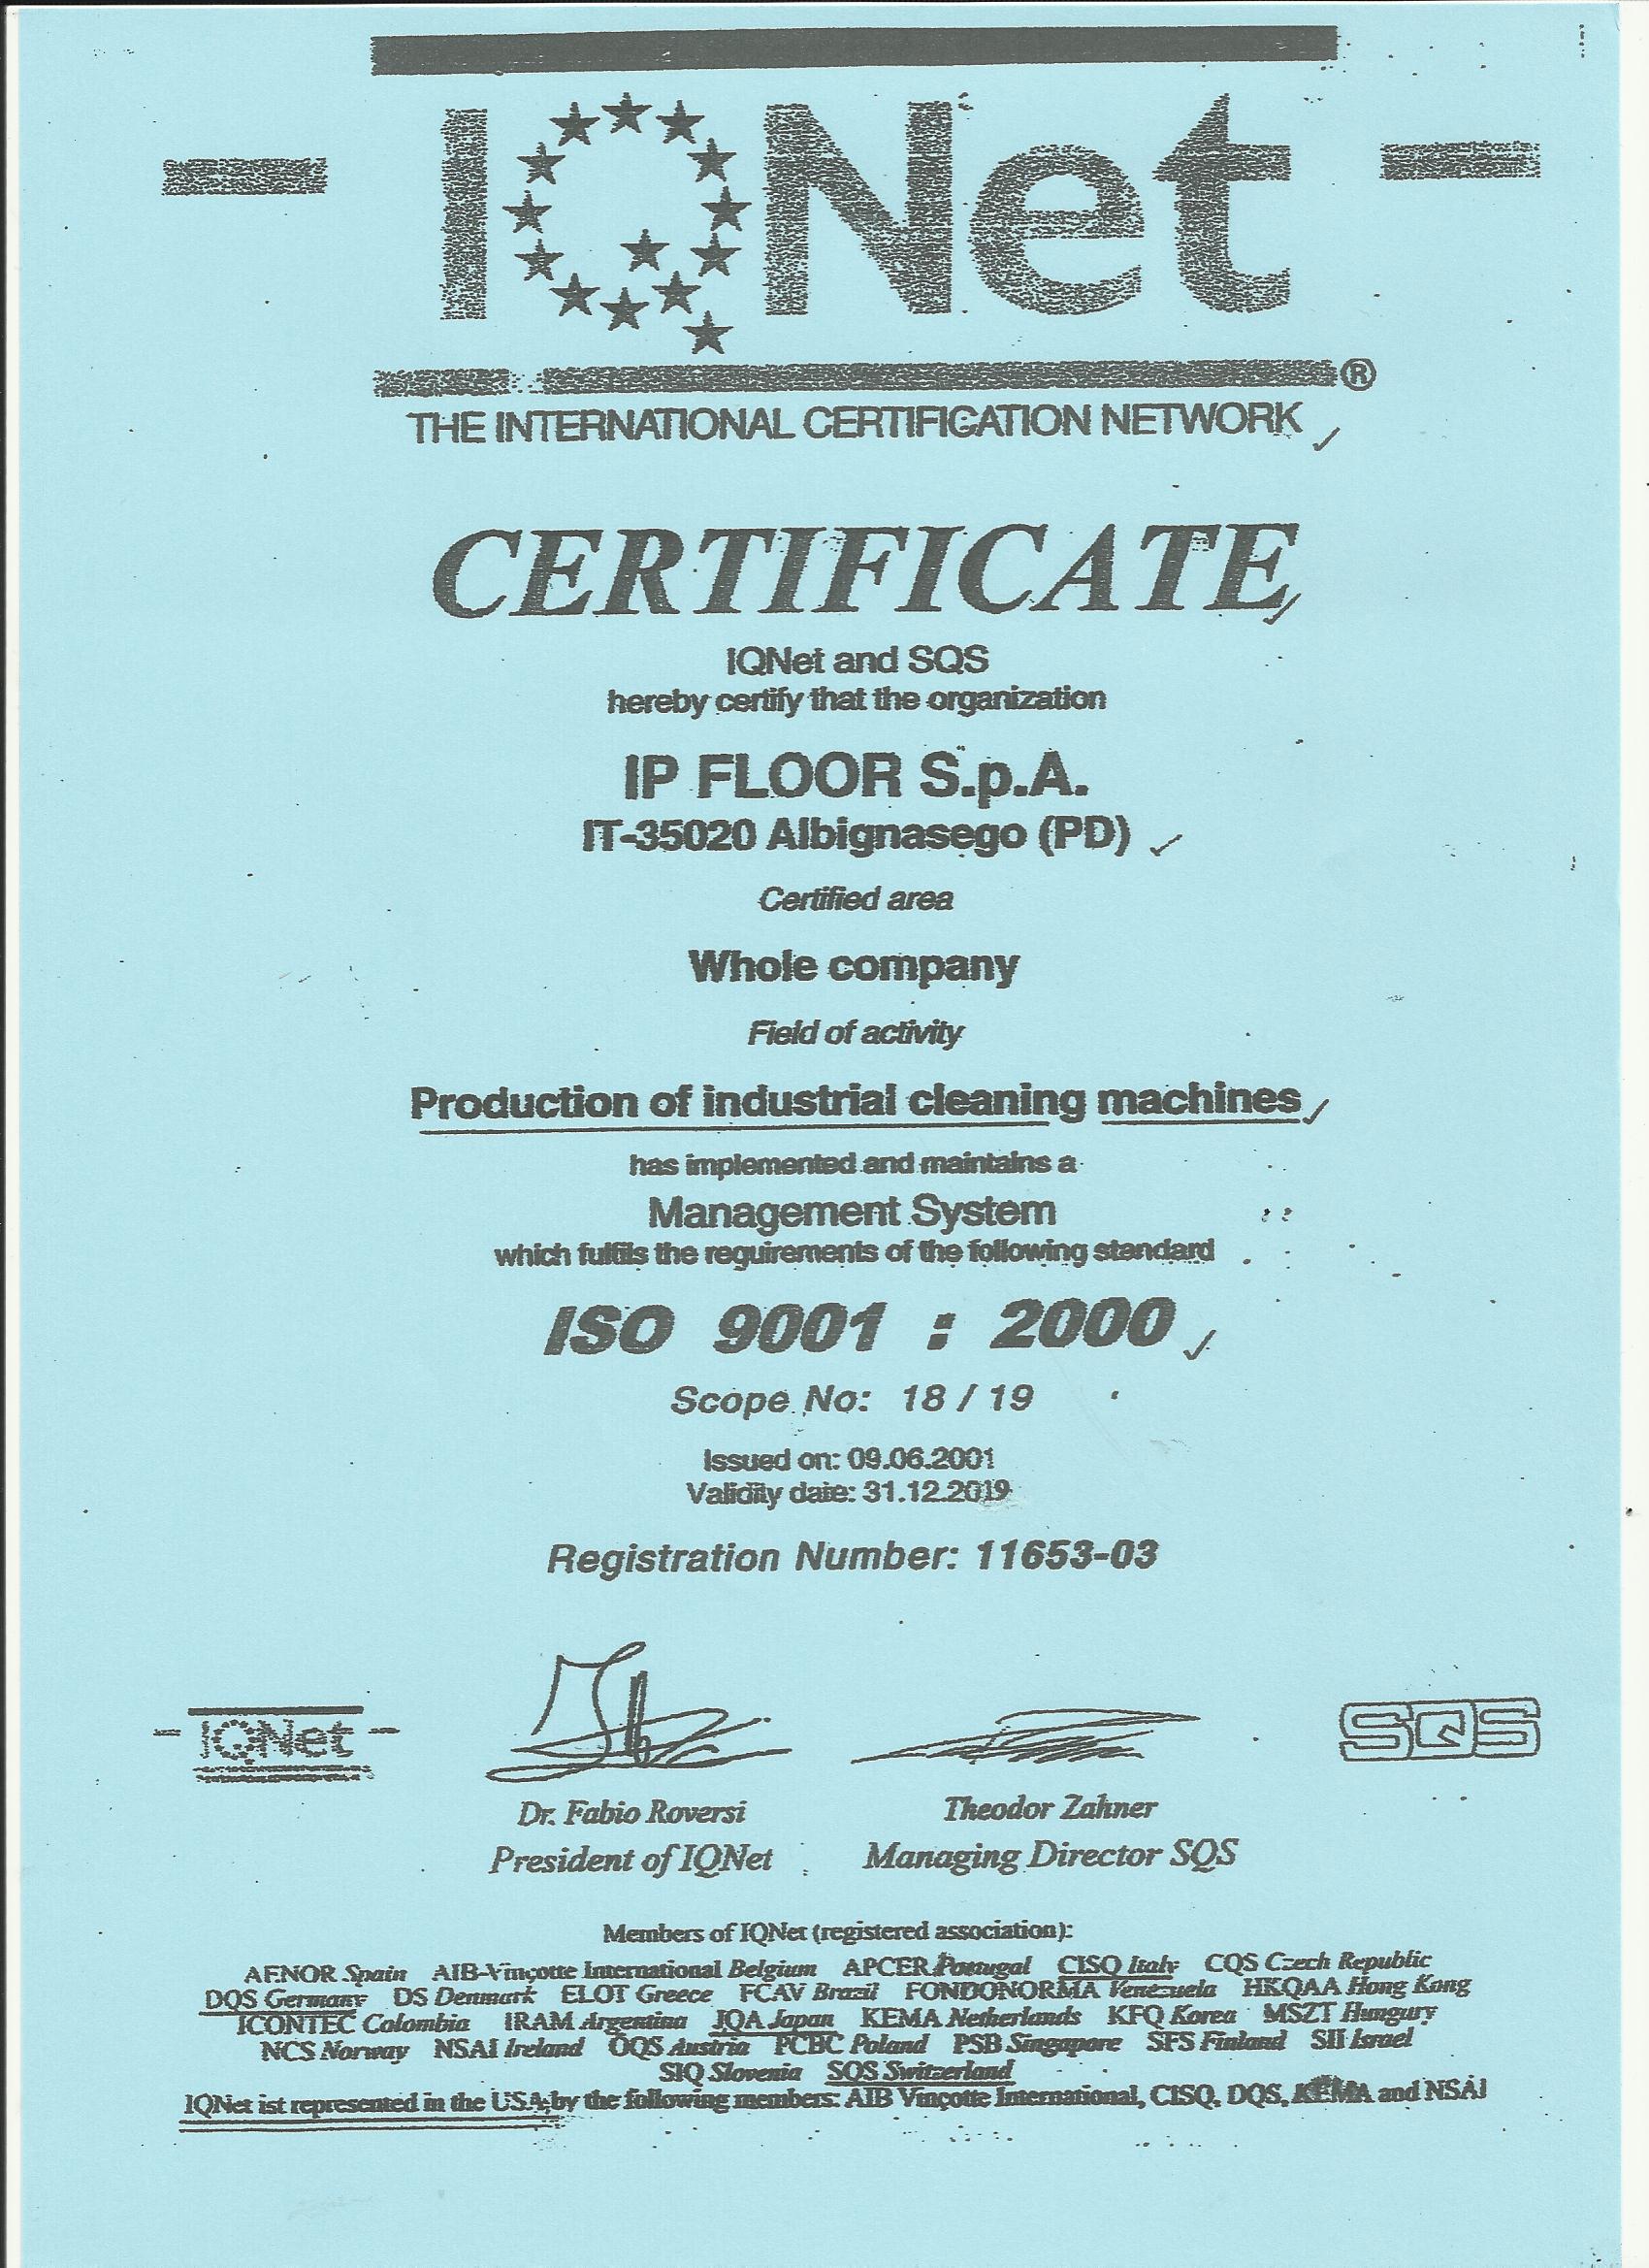 IQNet®
THE INTERNATIONAL CERTIFICATION NETWORK
CERTIFICATE
IQNet and SQS
hereby certify that the organization
IP FLOOR S.p.A.
IT-35020 Albignasego (PD)
Certified area
Whole company
Field of activity
Production of industrial cleaning machines
has implemented and maintains a
Management System
which fulfils the requirements of the following standard
ISO 9001 : 2000
Scope No: 18 / 19
Issued on: 09.06.2001
Validity date: 31.12.2019
Registration Number: 11653-03
IQNet
SQS
Dr. Fabio Roversi Theodor Zahner
President of IQNet Managing Director SQS
Members of IQNet (registered association):
AENOR Spain AIB-Vinçotte International Belgium APCER Portugal CISQ Italy CQS Czech Republic
DQS Germany DS Denmark ELOT Greece FCAV Brazil FONDONORMA Venezuela HKQAA Hong Kong
ICONTEC Colombia IRAM Argentina JQA Japan KEMA Netherlands KFQ Korea MSZT Hungury
NCS Norway NSAI Ireland ÖQS Austria PCBC Poland PSB Singapore SFS Finland SII Israel
SIQ Slovenia SQS Switzerland
IQNet ist represented in the USA by the following members: AIB Vinçotte International, CISQ, DQS, KEMA and NSAI